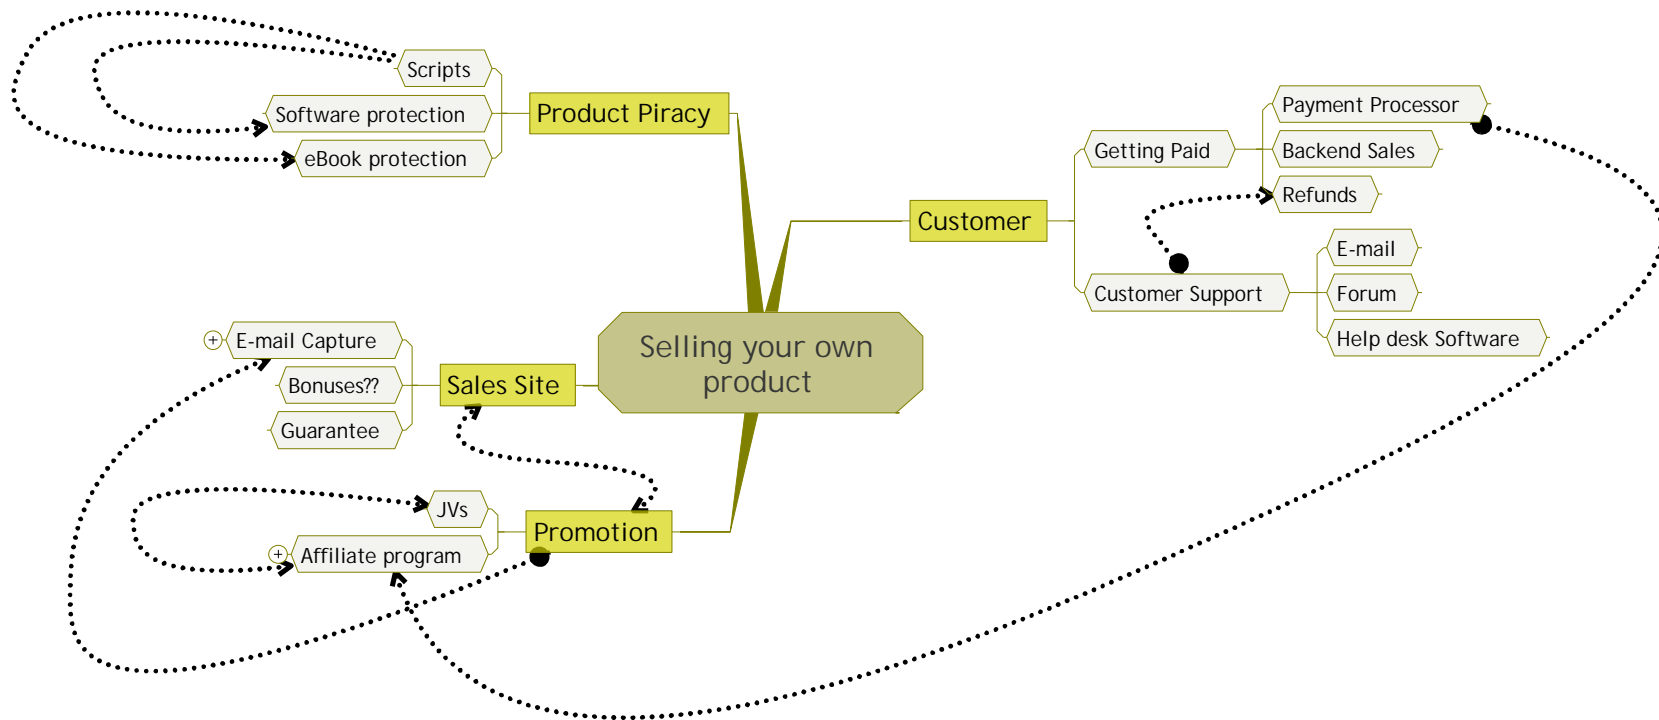 Scripts
Software protection
eBook protection
Product Piracy
Payment Processor
Getting Paid
Backend Sales
Refunds
Customer
E-mail
Customer Support
Forum
Help desk Software
Selling your own
product
E-mail Capture
Bonuses??
Guarantee
Sales Site
JVs
Affiliate program
Promotion